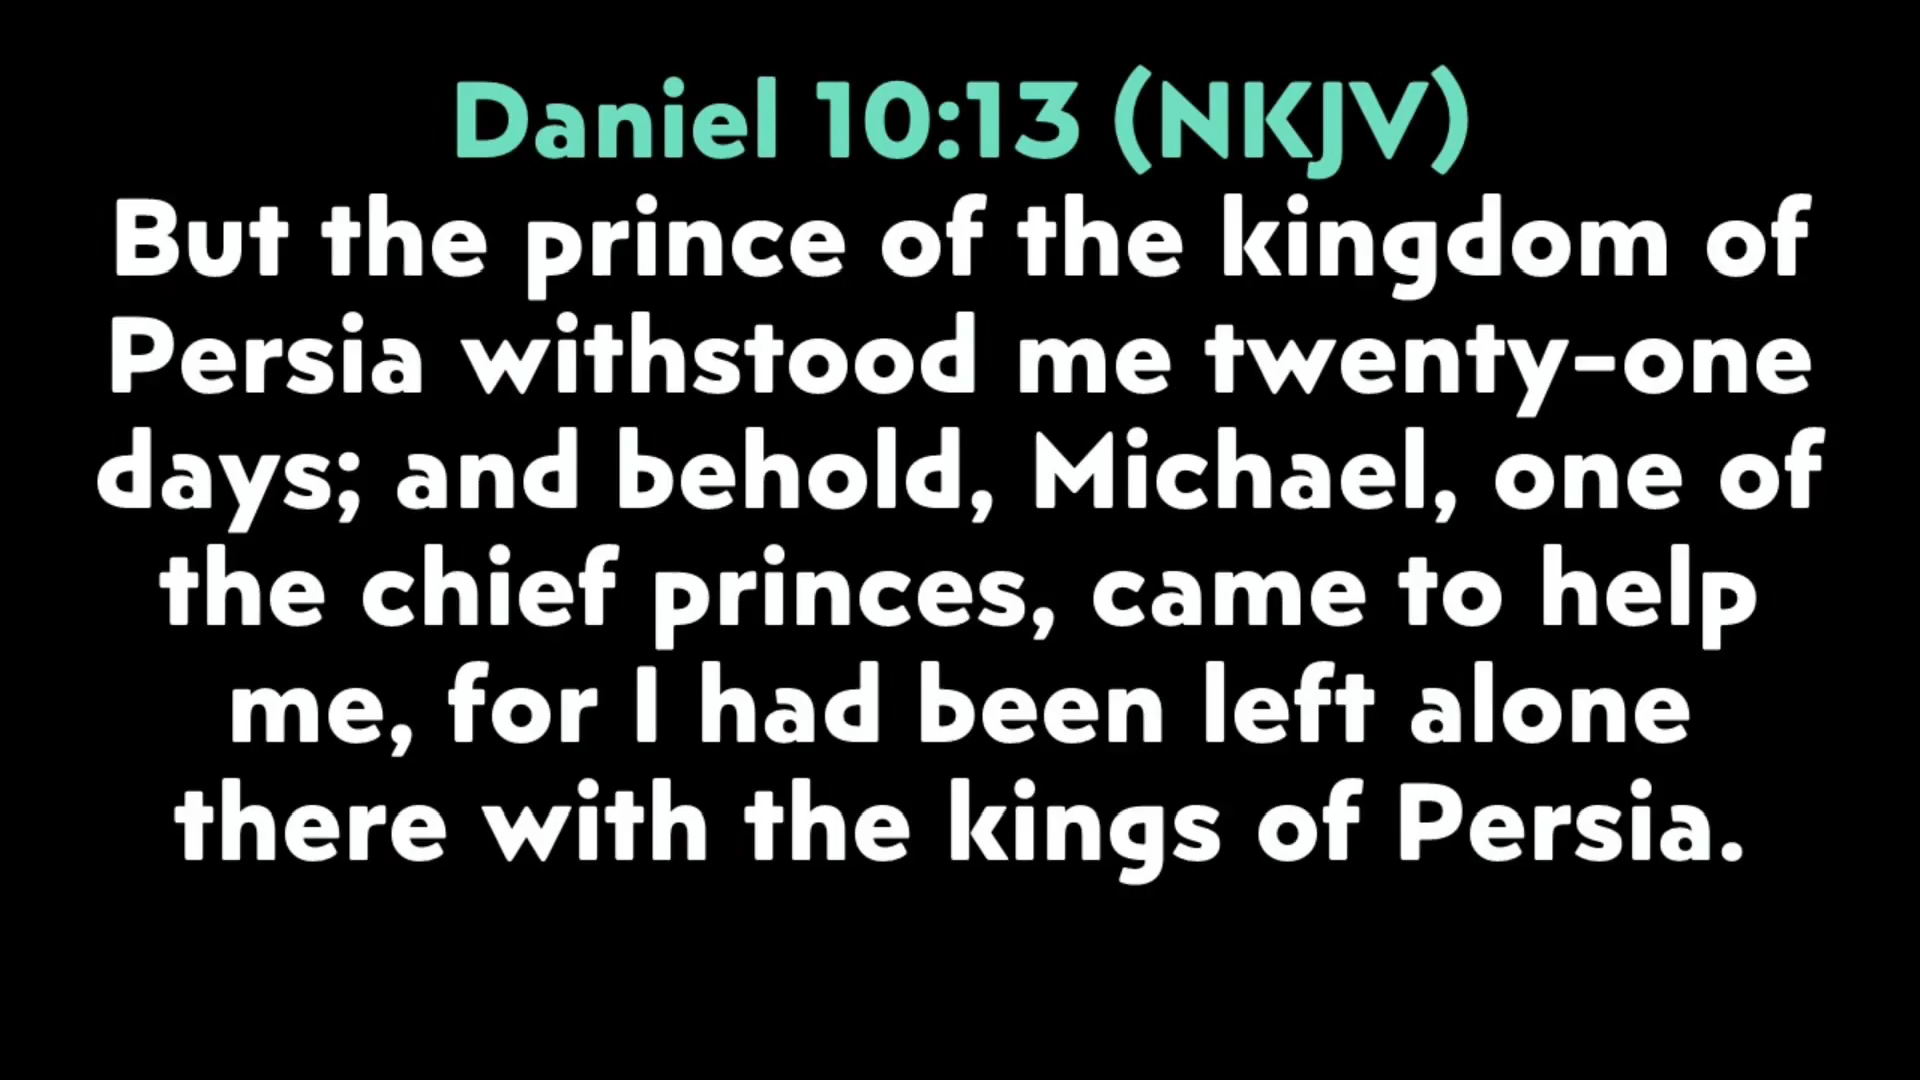 Daniel 10:13 (NKJV)
But the prince of the kingdom of
Persia withstood me twenty-one
days; and behold, Michael, one of
the chief princes, came to help
me, for I had been left alone
there with the kings of Persia.